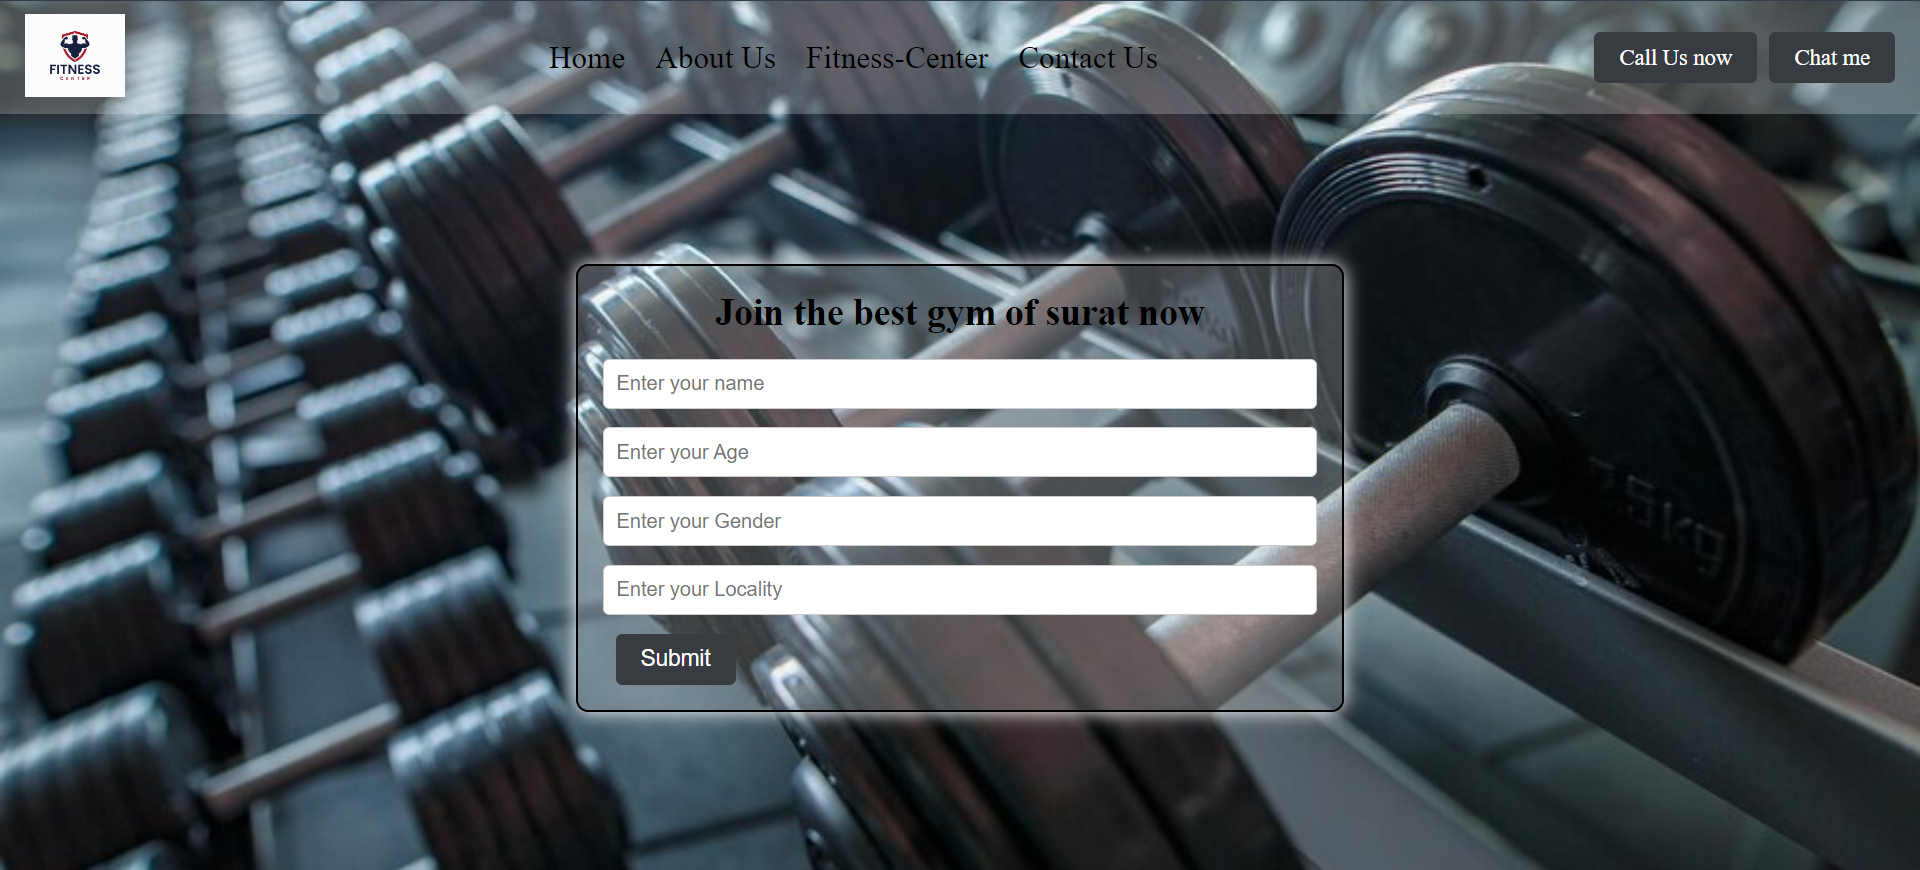 FITNESS
CENTER
Home About Us Fitness-Center Contact Us
Call Us now Chat me
Join the best gym of surat now
Enter your name
Enter your Age
Enter your Gender
Enter your Locality
Submit
7.5kg